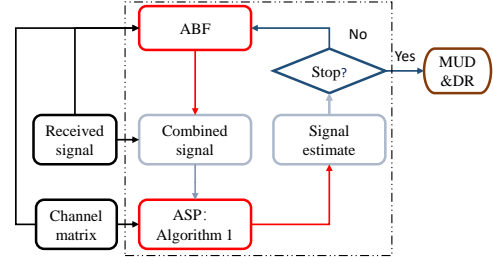 ABF
No
Stop?
Yes
MUD
&DR
Received
signal
Combined
signal
Signal
estimate
Channel
matrix
ASP:
Algorithm 1